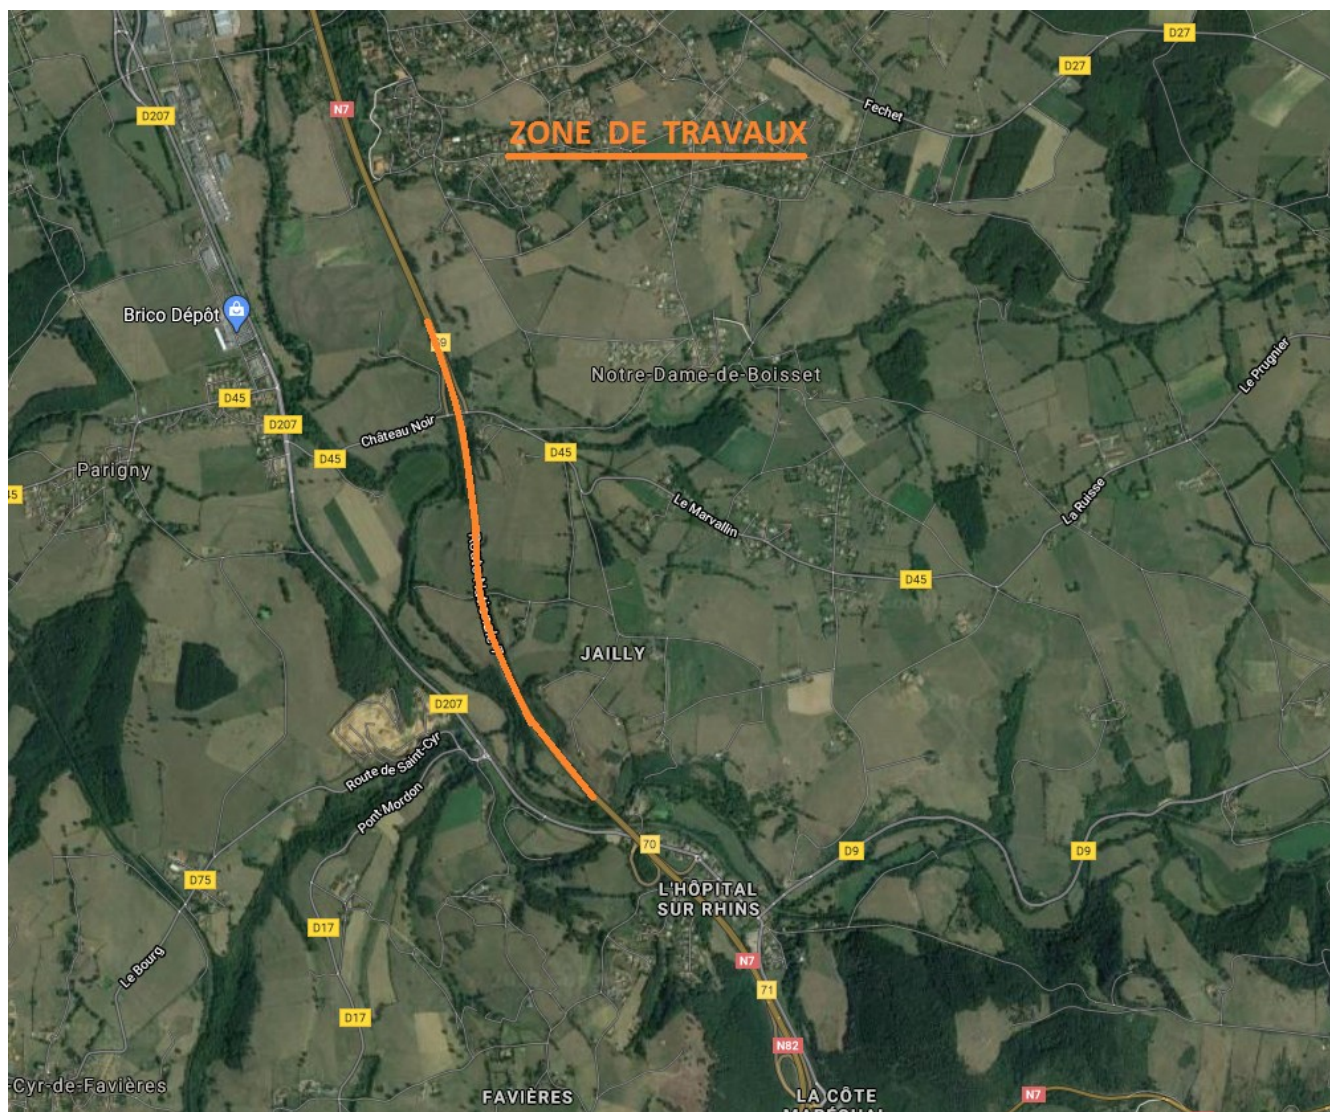 D27
D27
N7
D207
Fechet
ZONE DE TRAVAUX
Brico Dépôt
69
Notre-Dame-de-Boisset
Le Prugnier
D45
D207
Château Noir
D45
D45
Parigny
45
La Ruisse
Le Marvallin
D45
JAILLY
D207
Route de Saint-Cyr
Pont Mordon
70
D9
D9
D75
L'HÔPITAL
SUR RHINS
D17
Le Bourg
N7
71
D17
N82
-Cyr-de-Favières
FAVIÈRES
N7
LA CÔTE
MARÉCHAL